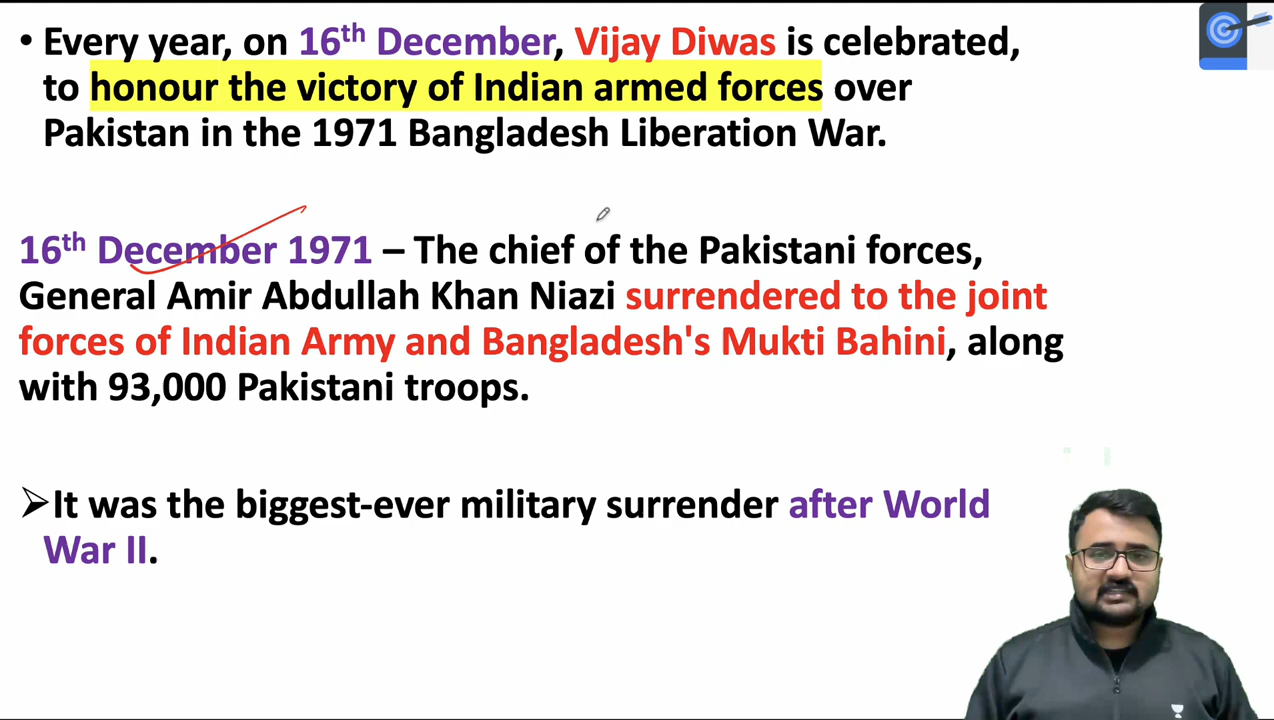 • Every year, on 16th December, Vijay Diwas is celebrated,
to honour the victory of Indian armed forces over
Pakistan in the 1971 Bangladesh Liberation War.
16th December 1971 – The chief of the Pakistani forces,
General Amir Abdullah Khan Niazi surrendered to the joint
forces of Indian Army and Bangladesh's Mukti Bahini, along
with 93,000 Pakistani troops.
➢It was the biggest-ever military surrender after World
War II.